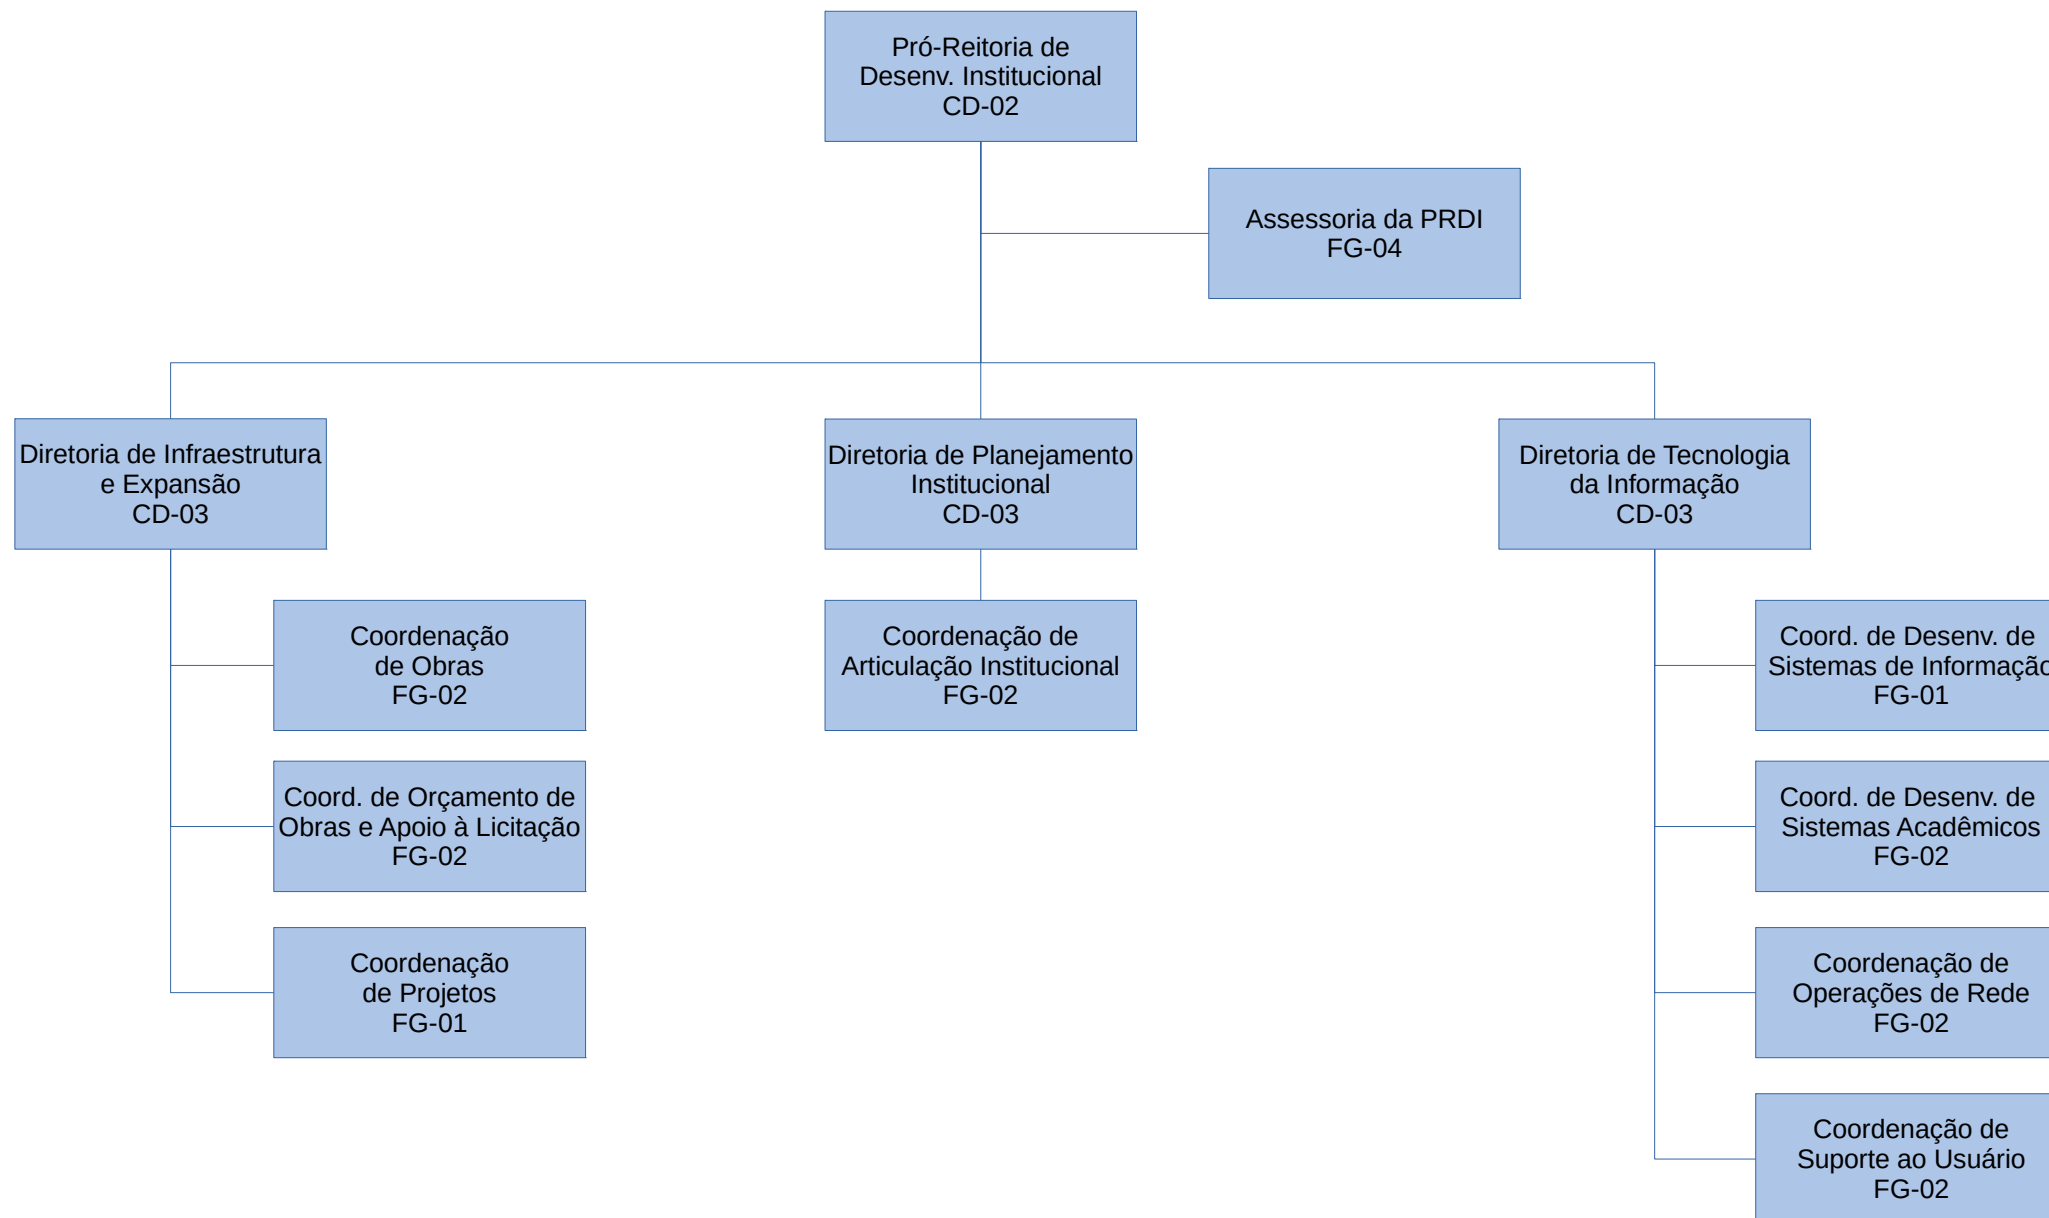 Pró-Reitoria de
Desenv. Institucional
CD-02
Assessoria da PRDI
FG-04
Diretoria de Infraestrutura
e Expansão
CD-03
Diretoria de Planejamento
Institucional
CD-03
Diretoria de Tecnologia
da Informação
CD-03
Coordenação
de Obras
FG-02
Coordenação de
Articulação Institucional
FG-02
Coord. de Desenv. de
Sistemas de Informação
FG-01
Coord. de Orçamento de
Obras e Apoio à Licitação
FG-02
Coord. de Desenv. de
Sistemas Acadêmicos
FG-02
Coordenação
de Projetos
FG-01
Coordenação de
Operações de Rede
FG-02
Coordenação de
Suporte ao Usuário
FG-02